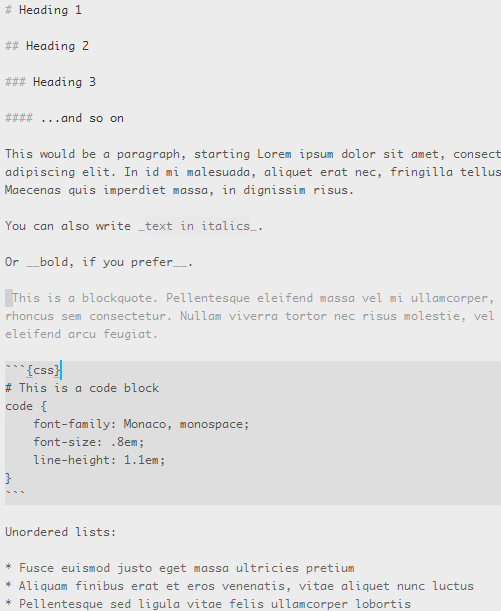 # Heading 1
## Heading 2
### Heading 3
#### ...and so on
This would be a paragraph, starting Lorem ipsum dolor sit amet, consect
adipiscing elit. In id mi malesuada, aliquet erat nec, fringilla tellus
Maecenas quis imperdiet massa, in dignissim risus.
You can also write _text in italics_.
Or __bold, if you prefer__.
This is a blockquote. Pellentesque eleifend massa vel mi ullamcorper,
rhoncus sem consectetur. Nullam viverra tortor nec risus molestie, vel
eleifend arcu feugiat.
```{css}
# This is a code block
code {
    font-family: Monaco, monospace;
    font-size: .8em;
    line-height: 1.1em;
}
```
Unordered lists:
* Fusce euismod justo eget massa ultricies pretium
* Aliquam finibus erat et eros venenatis, vitae aliquet nunc luctus
* Pellentesque sed ligula vitae felis ullamcorper lobortis